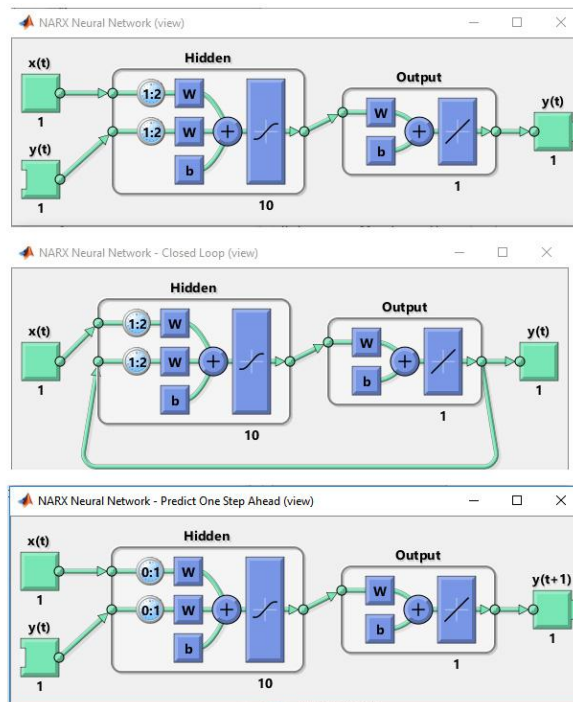 NARX Neural Network (view)
Hidden
x(t)
1:2
W
Output
y(t)
1
W
y(t)
1:2
W
+
+
b
b
1
1
10
1
NARX Neural Network - Closed Loop (view)
Hidden
x(t)
1:2
W
Output
y(t)
W
1
1:2
W
+
+
b
b
1
1
10
NARX Neural Network - Predict One Step Ahead (view)
Hidden
x(t)
0:1
W
Output
y(t+1)
1
W
y(t)
0:1
W
+
+
b
b
1
1
10
1